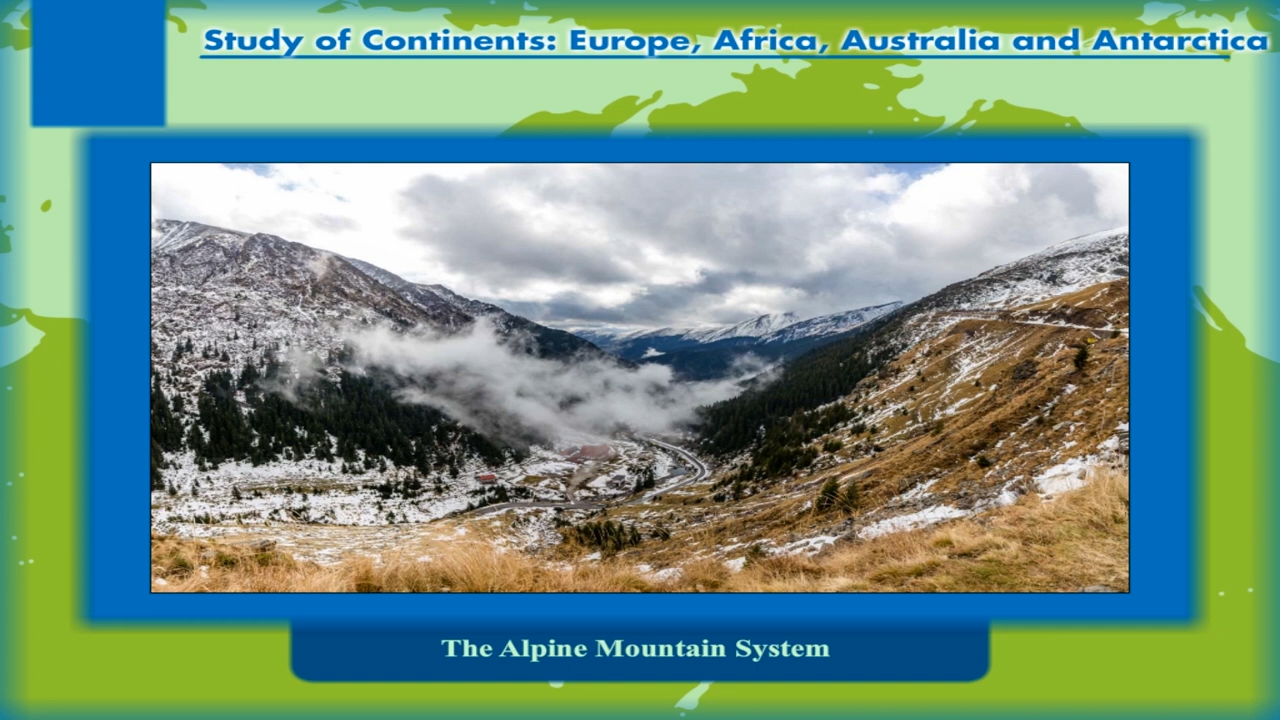 Study of Continents: Europe, Africa, Australia and Antarctica
The Alpine Mountain System